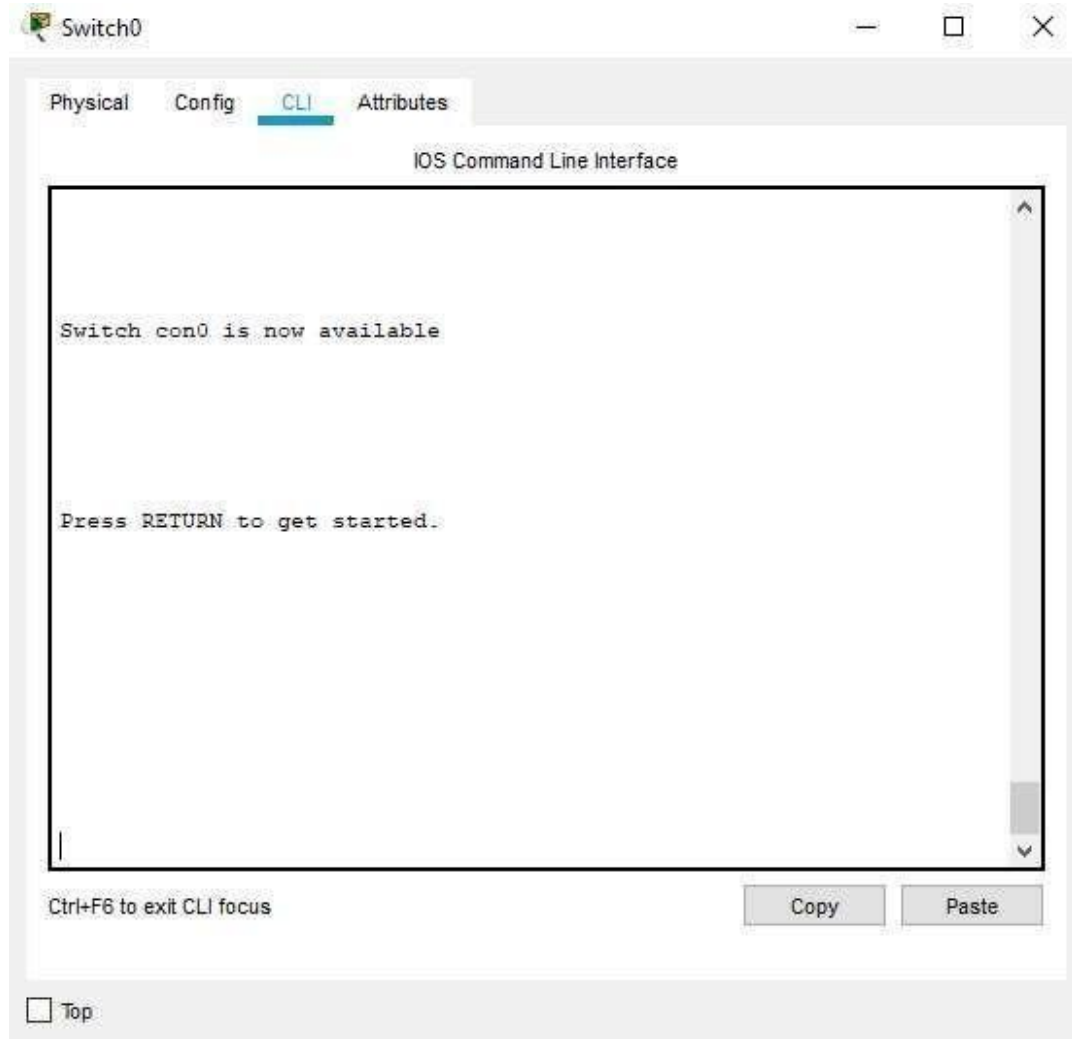 Switch0
Physical Config CLI Attributes
IOS Command Line Interface
Switch con0 is now available
Press RETURN to get started.
Ctrl+F6 to exit CLI focus
Copy Paste
Top